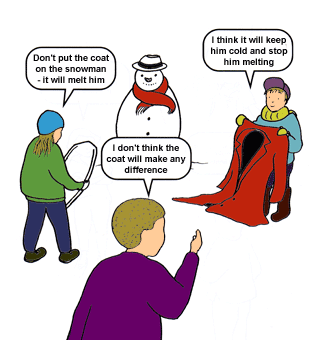 Don't put the coat
on the snowman
- it will melt him
I think it will keep
him cold and stop
him melting
I don't think the
coat will make any
difference